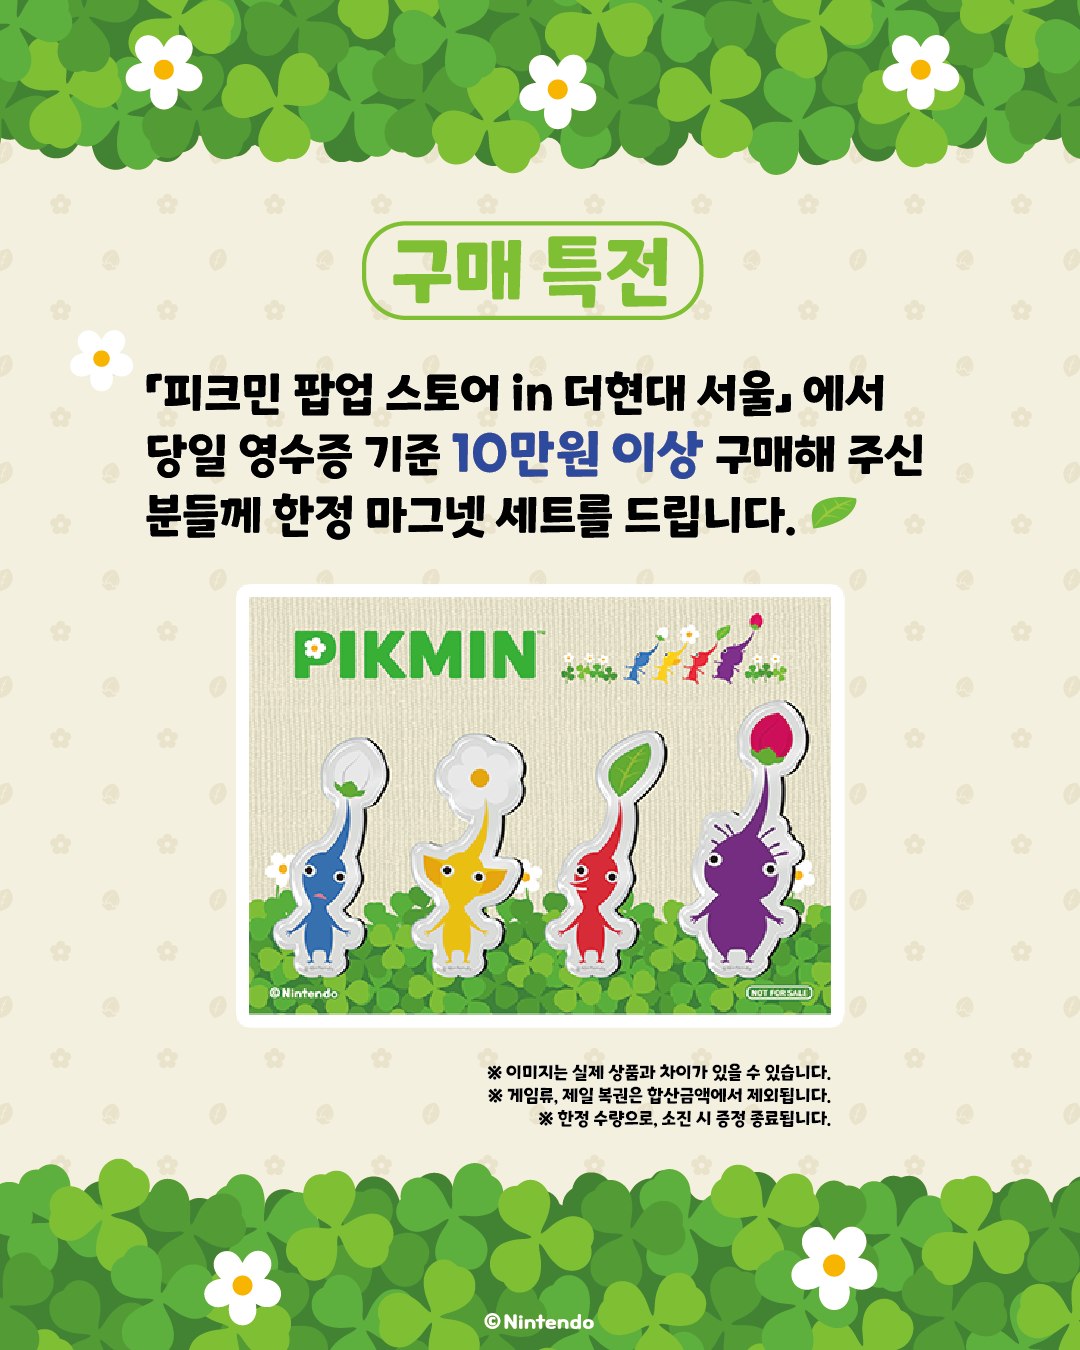 구매 특전
「피크민 팝업 스토어 in 더현대 서울」 에서
당일 영수증 기준 10만원 이상 구매해 주신
분들께 한정 마그넷 세트를 드립니다.
PIKMIN™
©Nintendo
NOT FOR SALE
※ 이미지는 실제 상품과 차이가 있을 수 있습니다.
※ 게임류, 제일 복권은 합산금액에서 제외됩니다.
※ 한정 수량으로, 소진 시 증정 종료됩니다.
©Nintendo